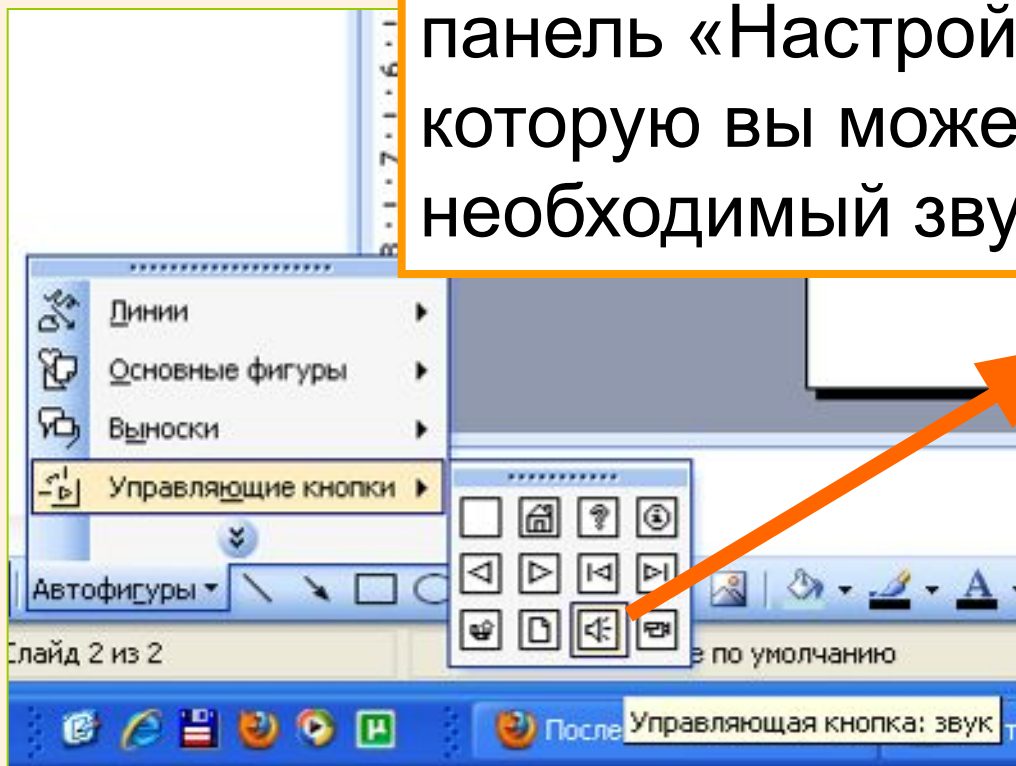 панель «Настрой
которую вы може
необходимый зву
Линии
Основные фигуры
Выноски
Управляющие кнопки
Автофигуры
Слайд 2 из 2
е по умолчанию
После
Управляющая кнопка: звук